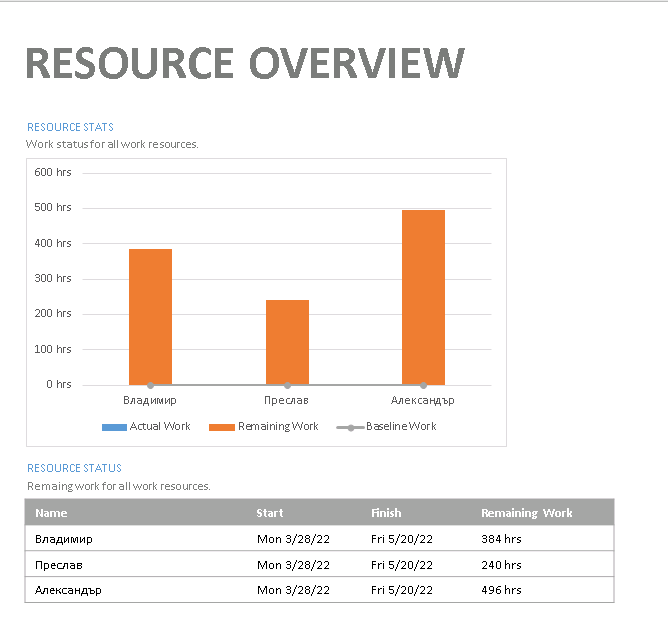 RESOURCE OVERVIEW
RESOURCE STATS
Work status for all work resources.
600 hrs
500 hrs
400 hrs
300 hrs
200 hrs
100 hrs
0 hrs
Владимир Преслав Александър
Actual Work Remaining Work Baseline Work
RESOURCE STATUS
Remaing work for all work resources.
Name Start Finish Remaining Work
Владимир Mon 3/28/22 Fri 5/20/22 384 hrs
Преслав Mon 3/28/22 Fri 5/20/22 240 hrs
Александър Mon 3/28/22 Fri 5/20/22 496 hrs